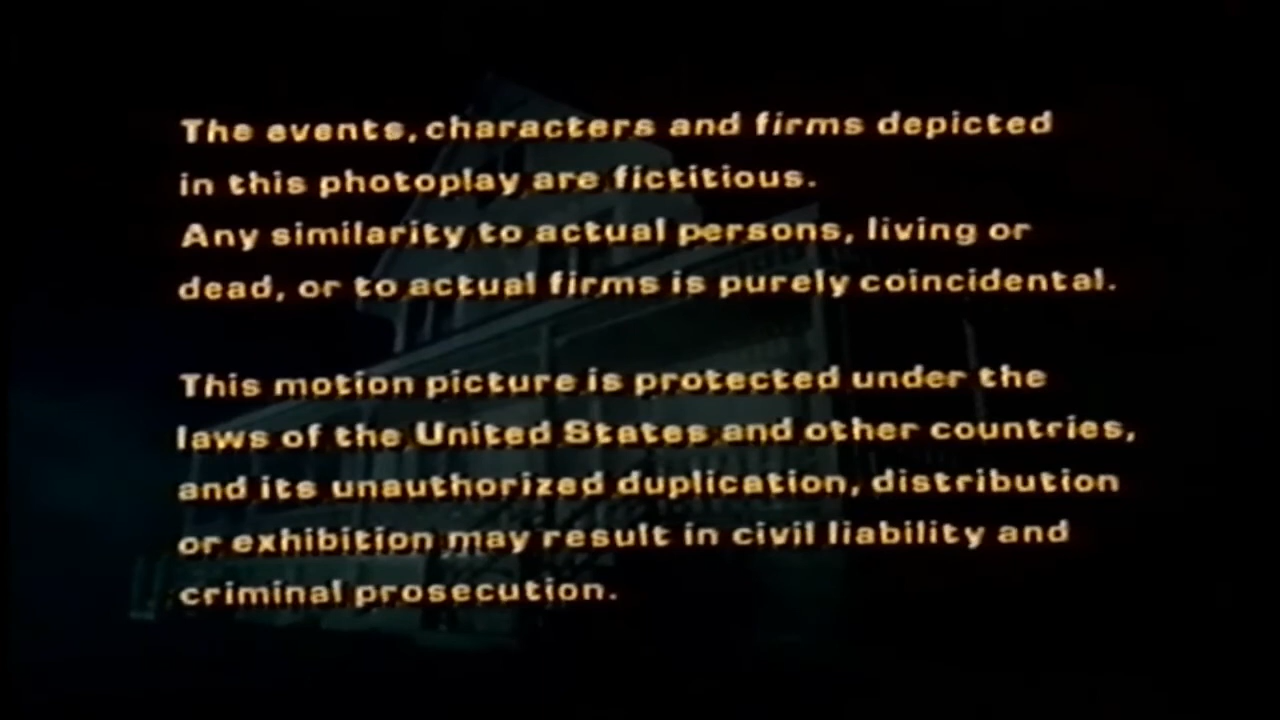 The events, characters and firms depicted
in this photoplay are fictitious.
Any similarity to actual persons, living or
dead, or to actual firms is purely coincidental.
This motion picture is protected under the
laws of the United States and other countries,
and its unauthorized duplication, distribution
or exhibition may result in civil liability and
criminal prosecution.